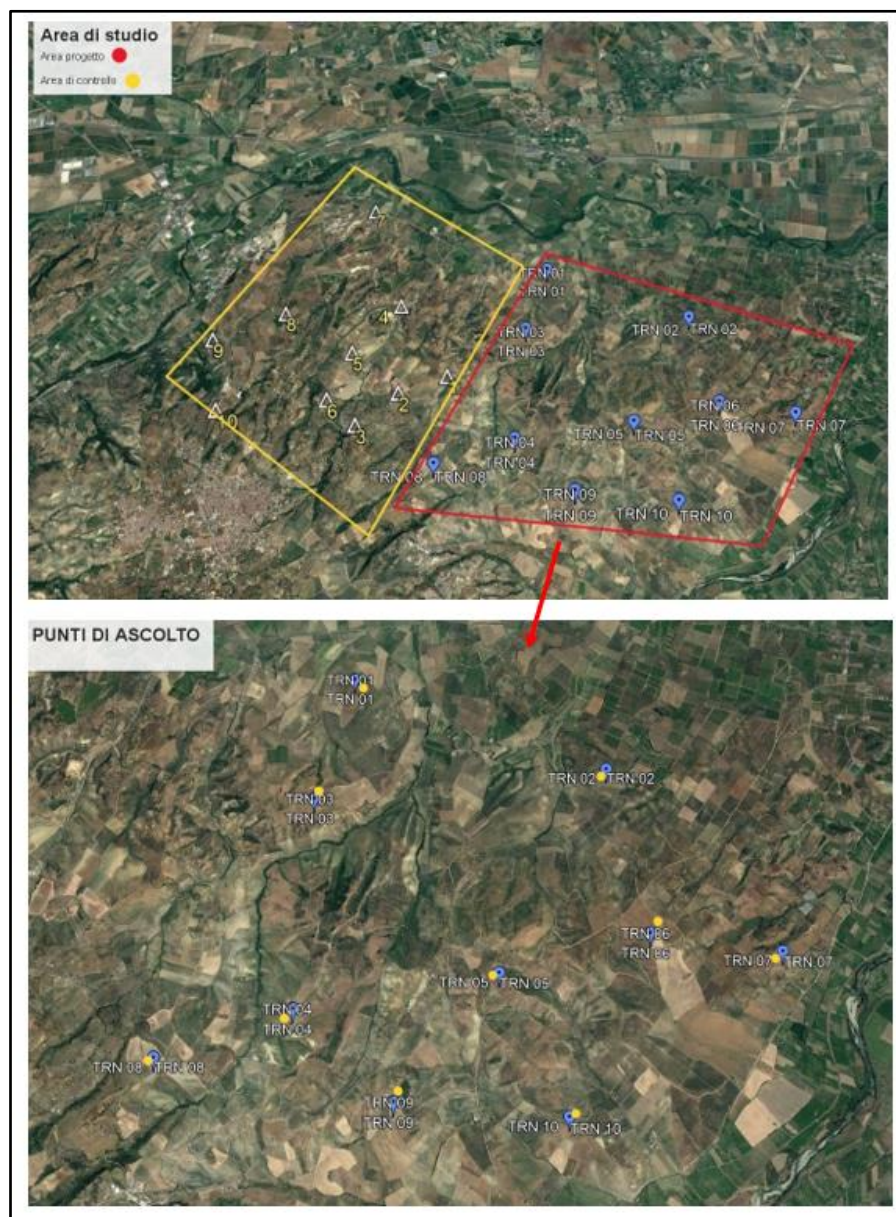 Area di studio
Area progetto
Area di controllo
7
TRN 01
TRN 01
8
4
TRN 02 TRN 02
TRN 03
TRN 03
9
5
1
6
2
TRN 06
TRN 06
TRN 07 TRN 07
10
3
TRN 05 TRN 05
TRN 04
TRN 04
TRN 08 TRN 08
TRN 09
TRN 09
TRN 10 TRN 10
PUNTI DI ASCOLTO
TRN 01
TRN 01
TRN 02 TRN 02
TRN 03
TRN 03
TRN 06
TRN 06
TRN 07 TRN 07
TRN 05 TRN 05
TRN 04
TRN 04
TRN 08 TRN 08
TRN 09
TRN 09
TRN 10 TRN 10